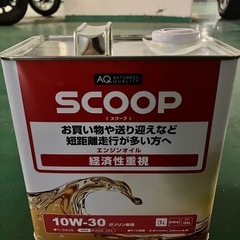 AQ. AUTOBACS QUALITY.
SCOOP
(スクープ)
お買い物や送り迎えなど
短距離走行が多い方へ
エンジンオイル
経済性重視
10W-30 ガソリン車用
3L